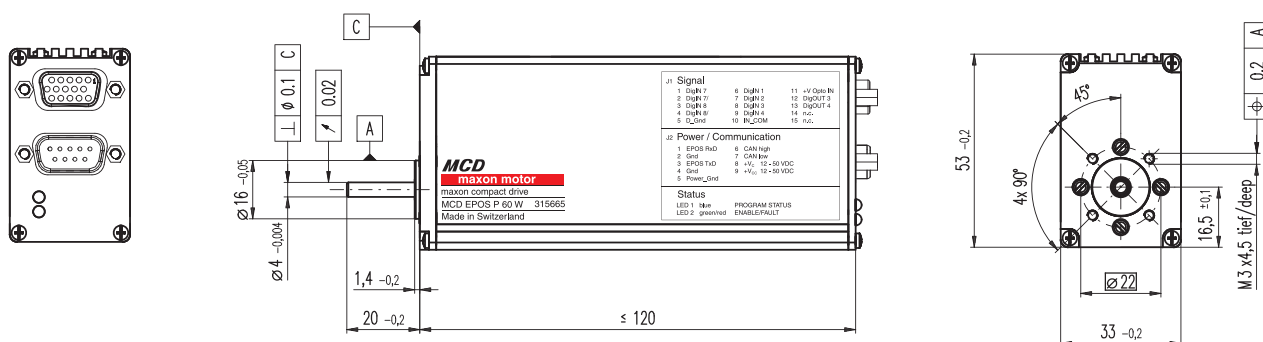 C
⊥ ø 0.1 C
0.02
A
ø16 -0,05
ø4 -0,004
1,4 -0,2
20 -0,2
≤ 120
J1 Signal
1 DigIN 7 6 DigIN 1 11 +V Opto IN
2 DigIN 7/ 7 DigIN 2 12 DigOUT 3
3 DigIN 8 8 DigIN 3 13 DigOUT 4
4 DigIN 8/ 9 DigIN 4 14 n.c.
5 D_Gnd 10 IN_COM 15 n.c.
J2 Power / Communication
1 EPOS RxD 6 CAN high
2 Gnd 7 CAN low
3 EPOS TxD 8 +Vc 12 - 50 VDC
4 Gnd 9 +Vcc 12 - 50 VDC
5 Power_Gnd
Status
LED 1 blue PROGRAM STATUS
LED 2 green/red ENABLE/FAULT
MCD
maxon motor
maxon compact drive
MCD EPOS P 60 W 315665
Made in Switzerland
53 -0,2
45°
4x 90°
ø22
33 -0,2
16,5 ±0,1
M3 x4,5 tief/deep
⌖ 0.2 A